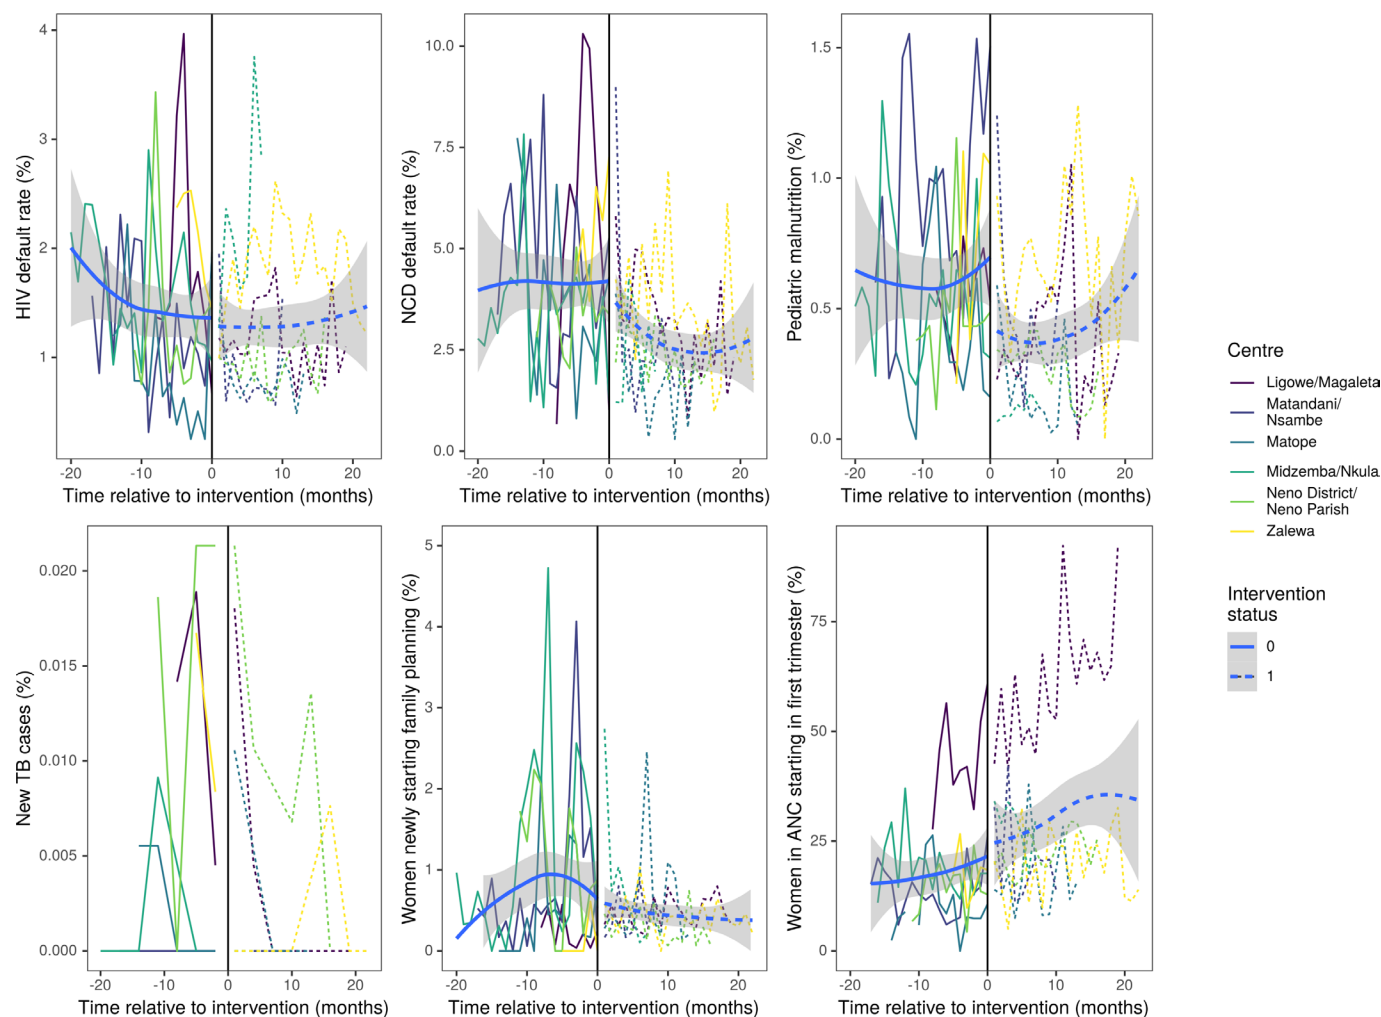 HIV default rate (%)
4
3
2
1
-20 -10 0 10 20
Time relative to intervention (months)
NCD default rate (%)
10.0
7.5
5.0
2.5
0.0
-20 -10 0 10 20
Time relative to intervention (months)
Pediatric malnutrition (%)
1.5
1.0
0.5
0.0
-20 -10 0 10 20
Time relative to intervention (months)
New TB cases (%)
0.020
0.015
0.010
0.005
0.000
-20 -10 0 10 20
Time relative to intervention (months)
Women newly starting family planning (%)
5
4
3
2
1
0
-20 -10 0 10 20
Time relative to intervention (months)
Women in ANC starting in first trimester (%)
75
50
25
0
-20 -10 0 10 20
Time relative to intervention (months)
Centre
Ligowe/Magaleta
Matandani/
Nsambe
Matope
Midzemba/Nkula
Neno District/
Neno Parish
Zalewa
Intervention
status
0
1